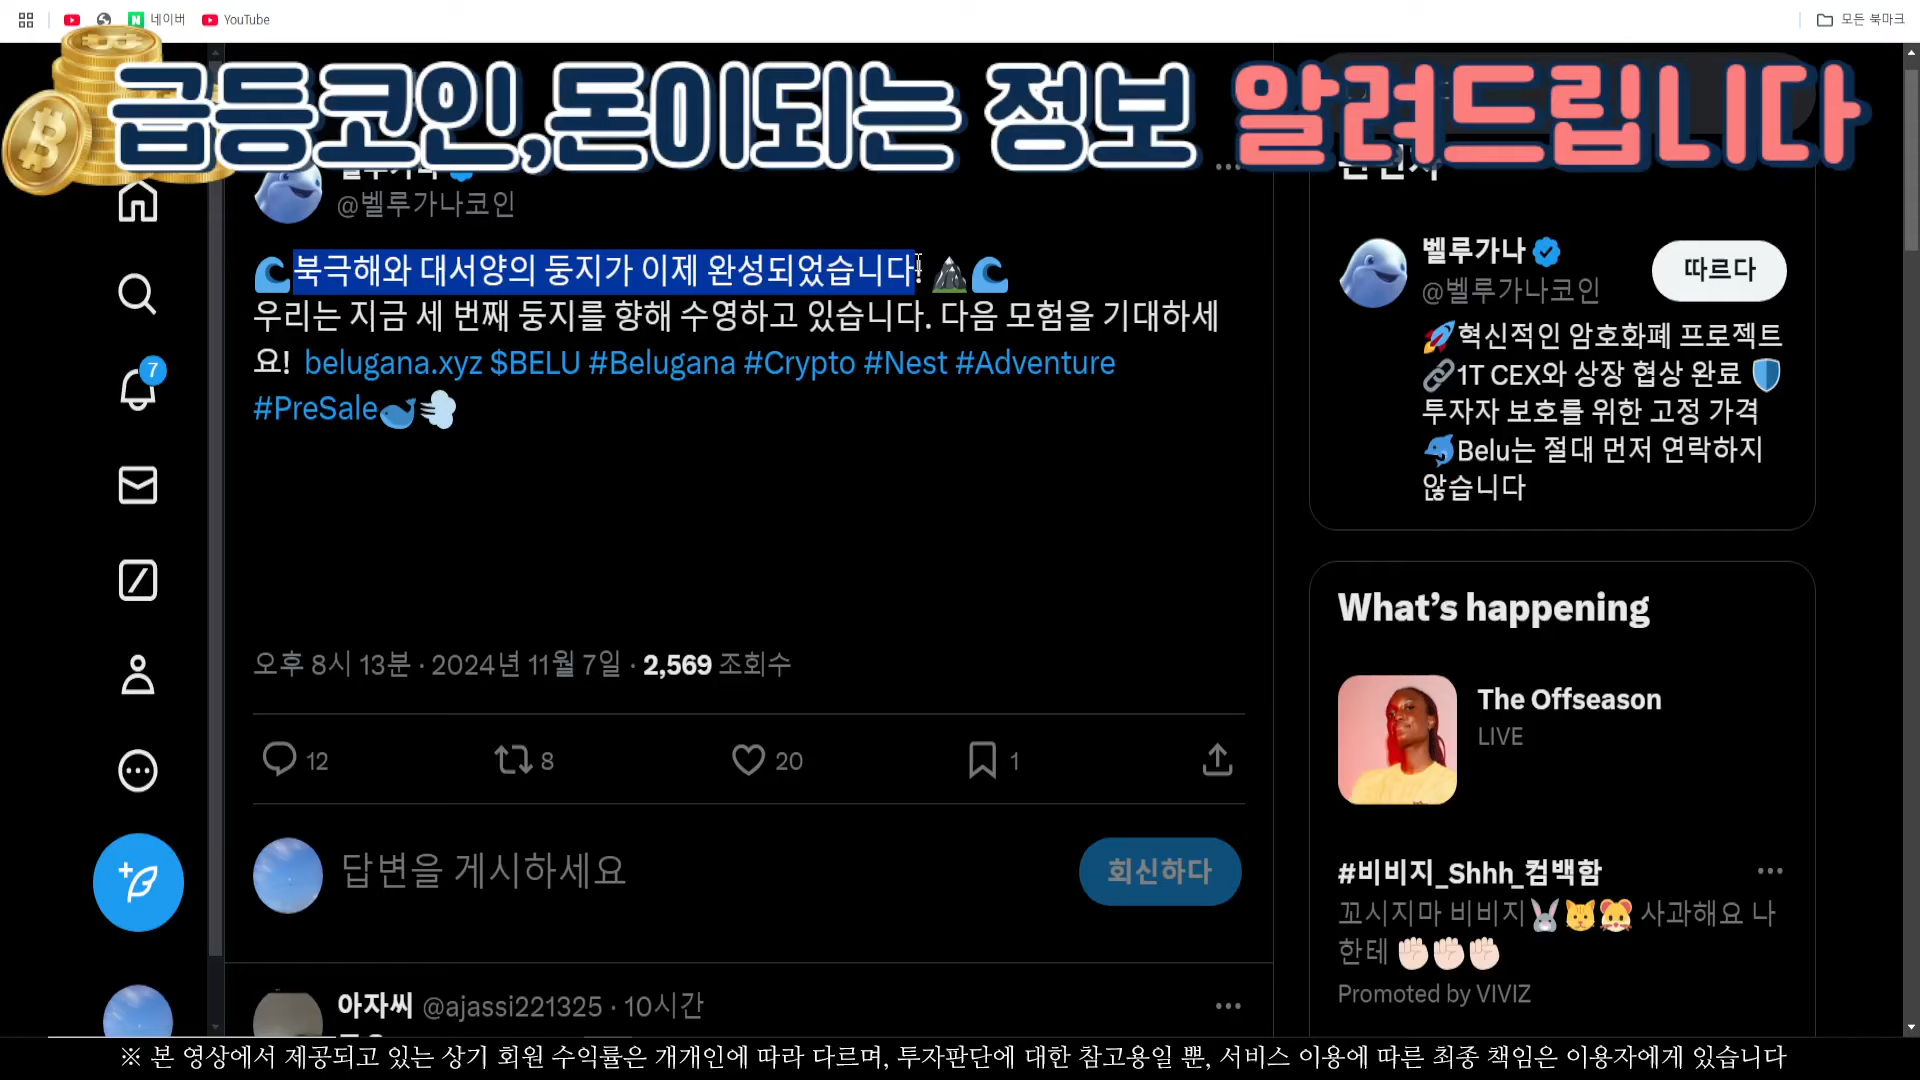 네이버
YouTube
모든 북마크
급등코인,돈이되는 정보 알려드립니다
@벨루가나코인
북극해와 대서양의 둥지가 이제 완성되었습니다!
우리는 지금 세 번째 둥지를 향해 수영하고 있습니다. 다음 모험을 기대하세
요! belugana.xyz $BELU #Belugana #Crypto #Nest #Adventure
#PreSale
오후 8시 13분 · 2024년 11월 7일 · 2,569 조회수
12
8
20
1
답변을 게시하세요
회신하다
아자씨 @ajassi221325 · 10시간
7
벨루가나
@벨루가나코인
따르다
🚀혁신적인 암호화폐 프로젝트
🔗1T CEX와 상장 협상 완료 🛡️
투자자 보호를 위한 고정 가격
🐬Belu는 절대 먼저 연락하지
않습니다
What's happening
The Offseason
LIVE
#비비지_Shhh_컴백함
꼬시지마 비비지🐰🐱🐹 사과해요 나
한테 ✊🏻✊🏻✊🏻
Promoted by VIVIZ
※ 본 영상에서 제공되고 있는 상기 회원 수익률은 개개인에 따라 다르며, 투자판단에 대한 참고용일 뿐, 서비스 이용에 따른 최종 책임은 이용자에게 있습니다